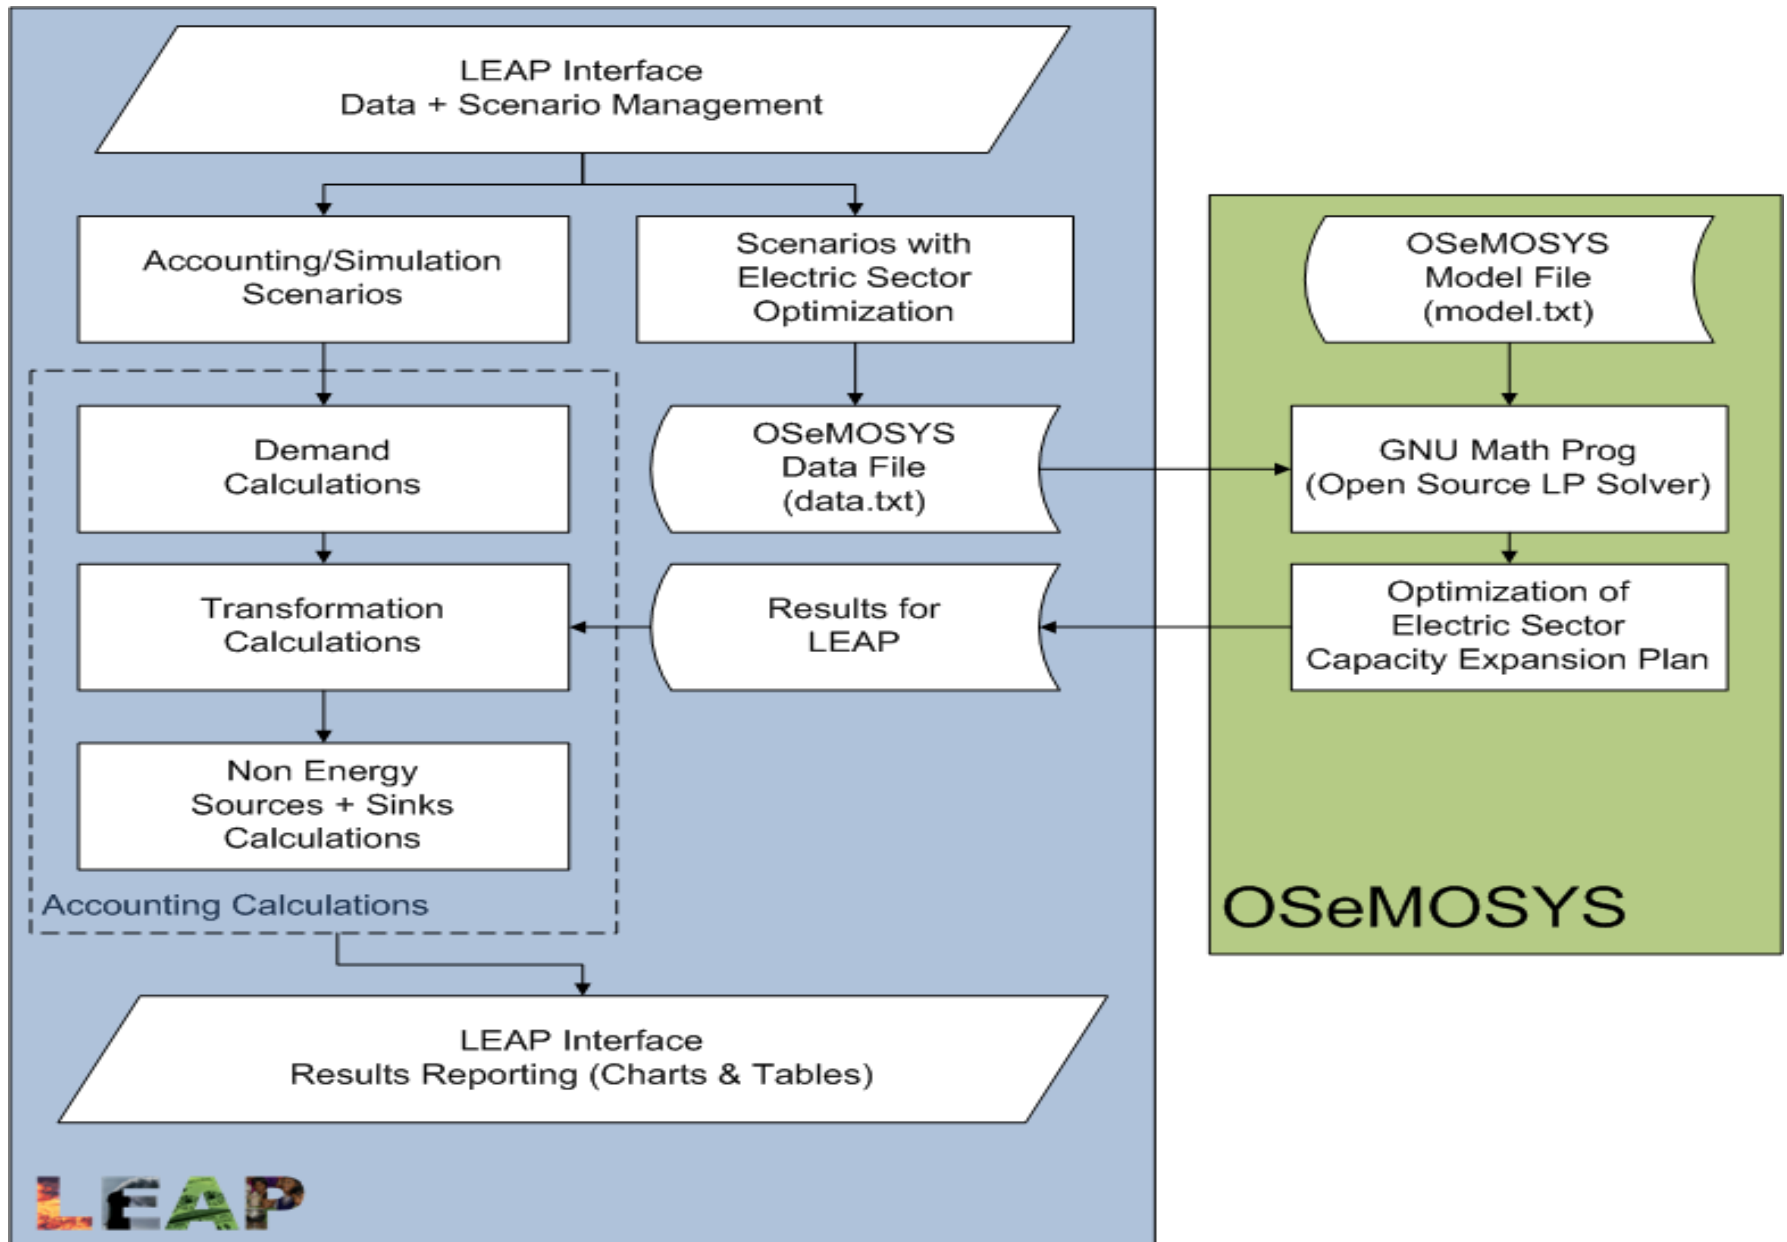 LEAP Interface
Data + Scenario Management
Accounting/Simulation
Scenarios
Scenarios with
Electric Sector
Optimization
OSeMOSYS
Model File
(model.txt)
Demand
Calculations
OSeMOSYS
Data File
(data.txt)
GNU Math Prog
(Open Source LP Solver)
Transformation
Calculations
Results for
LEAP
Optimization of
Electric Sector
Capacity Expansion Plan
Non Energy
Sources + Sinks
Calculations
Accounting Calculations
OSeMOSYS
LEAP Interface
Results Reporting (Charts & Tables)
LEAP